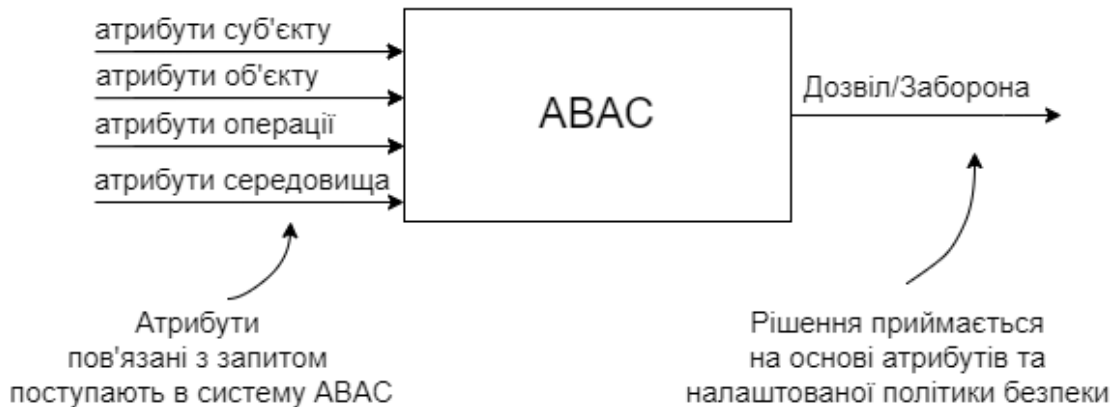 атрибути суб'єкту
атрибути об'єкту
атрибути операції
атрибути середовища
ABAC
Дозвіл/Заборона
Атрибути
пов'язані з запитом
поступають в систему ABAC
Рішення приймається
на основі атрибутів та
налаштованої політики безпеки